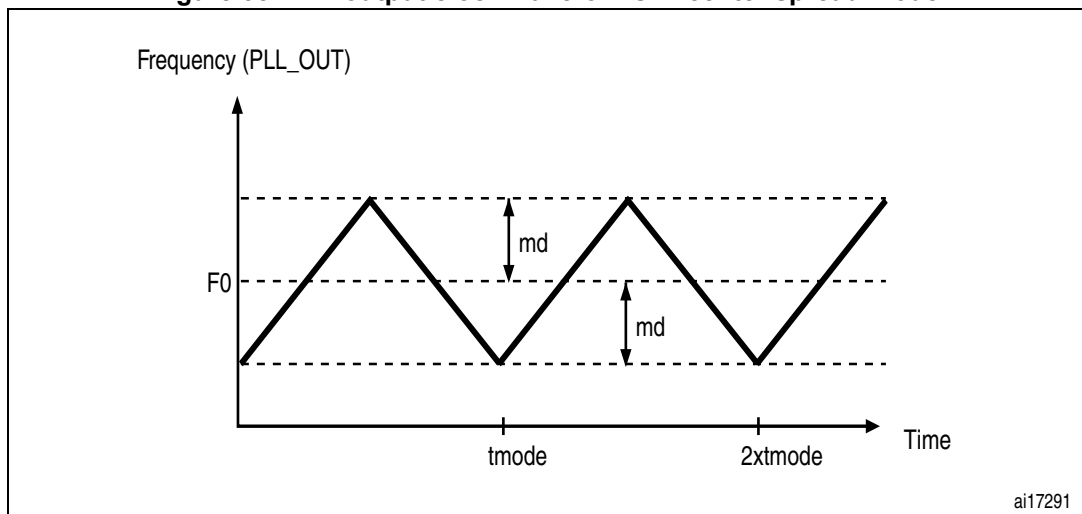 Frequency (PLL_OUT)
md
F0
md
tmode
2xtmode
Time
ai17291